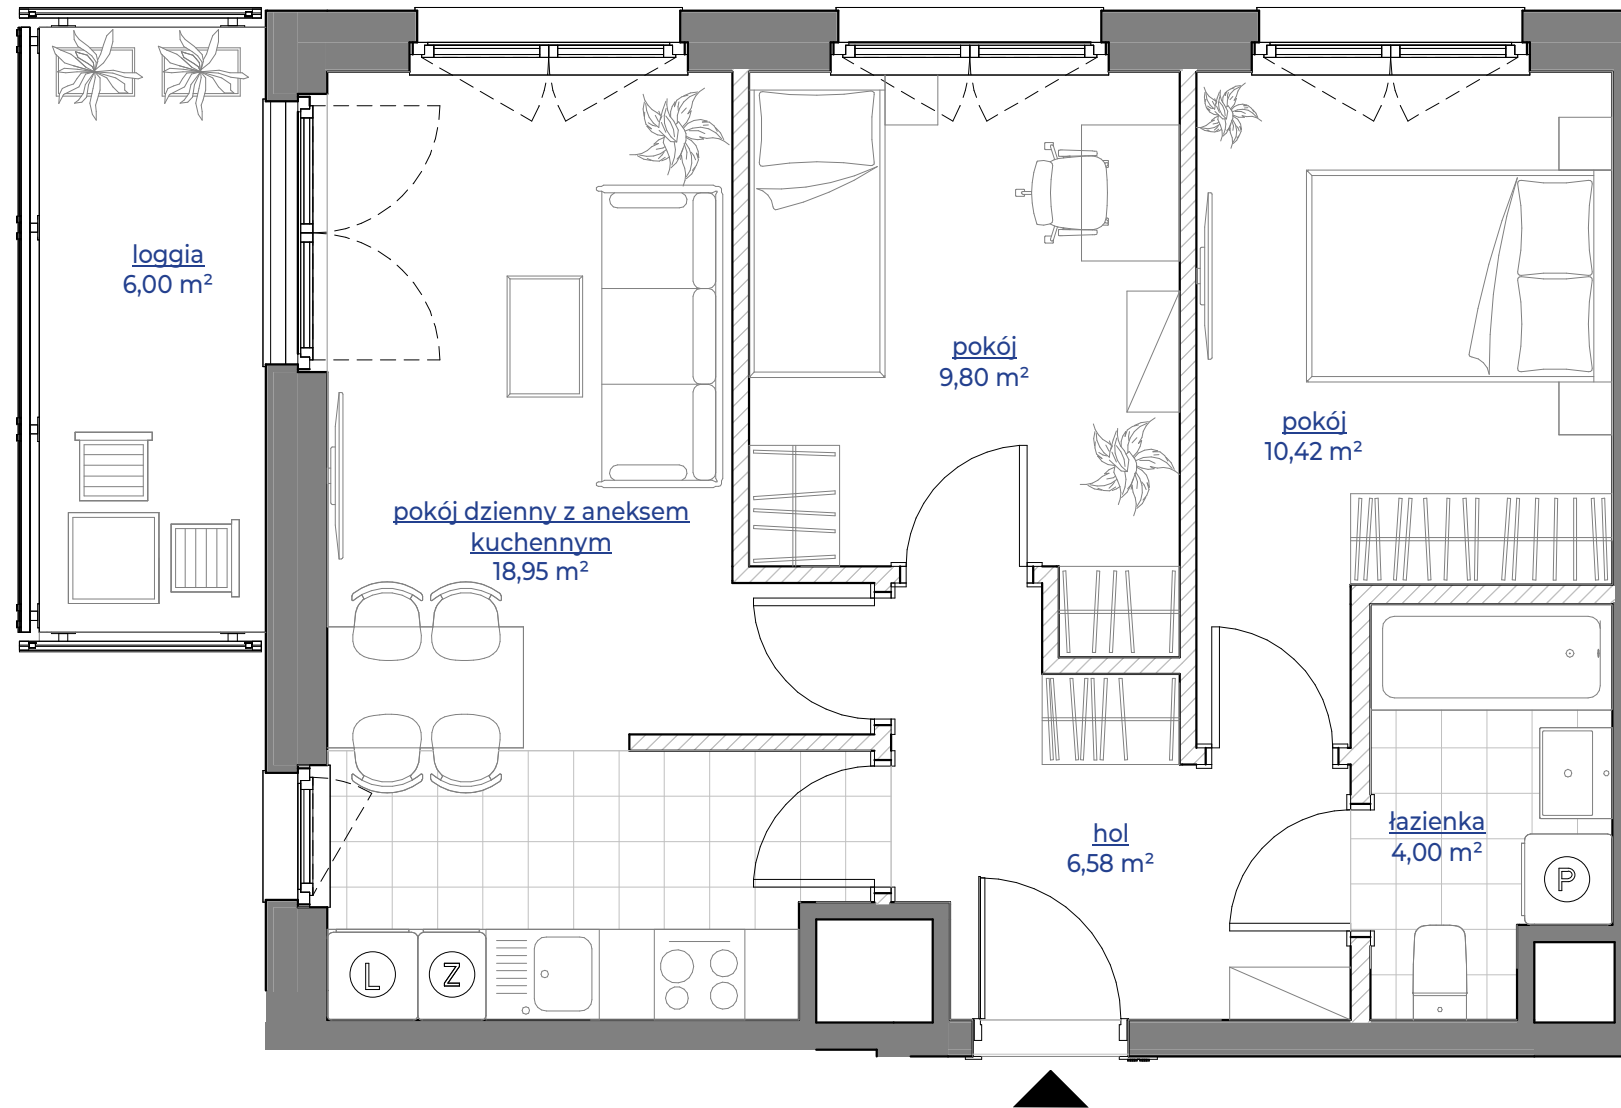 loggia
6,00 m²
pokój
9,80 m²
pokój
10,42 m²
pokój dzienny z aneksem
kuchennym
18,95 m²
hol
6,58 m²
łazienka
4,00 m²
P
L
Z